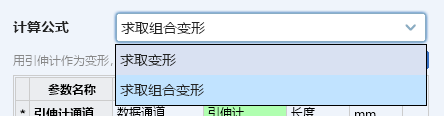 计算公式 求取组合变形
求取变形
用引伸计作为变形,
求取组合变形
参数名称
* 引伸计通道 数据通道 引伸计 长度 mm